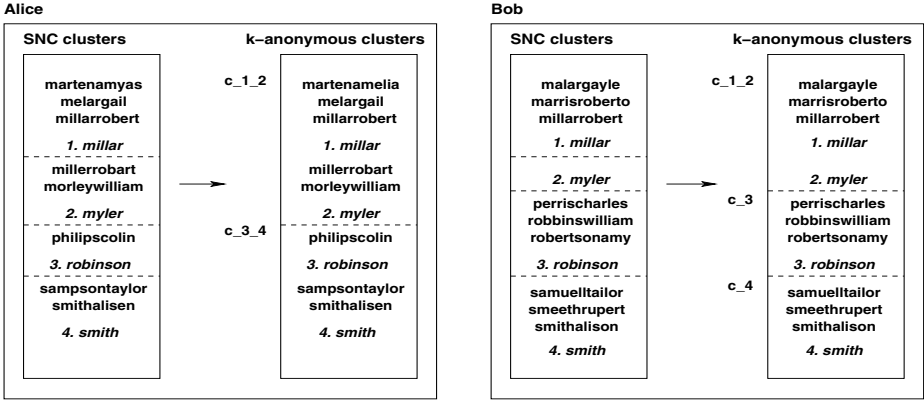 Alice
SNC clusters
k−anonymous clusters
martenamyas
melargail
millarrobert
1. millar
millerrobart
morleywilliam
2. myler
philipscolin
3. robinson
sampsontaylor
smithalisen
4. smith
c_1_2
c_3_4
martenamelia
melargail
millarrobert
1. millar
millerrobart
morleywilliam
2. myler
philipscolin
3. robinson
sampsontaylor
smithalisen
4. smith
Bob
SNC clusters
k−anonymous clusters
malargayle
marrisroberto
millarrobert
1. millar
2. myler
perrischarles
robbinswilliam
robertsonamy
3. robinson
samuelltailor
smeethrupert
smithalison
4. smith
c_1_2
c_3
c_4
malargayle
marrisroberto
millarrobert
1. millar
2. myler
perrischarles
robbinswilliam
robertsonamy
3. robinson
samuelltailor
smeethrupert
smithalison
4. smith